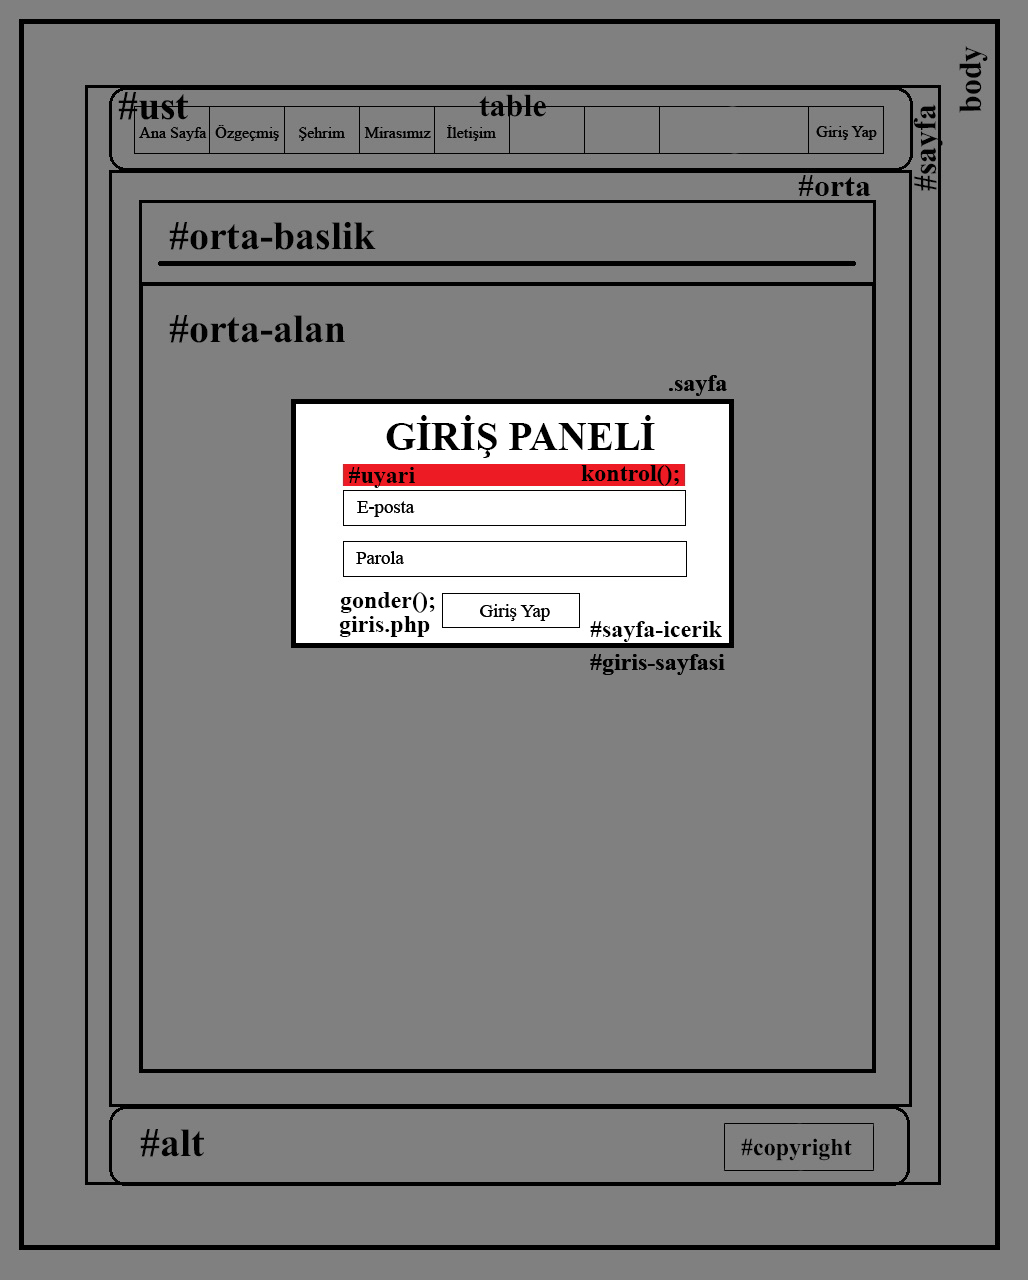 body
#sayfa
#ust
table
Ana Sayfa Özgeçmiş Şehrim Mirasımız İletişim Giriş Yap
#orta
#orta-baslik
#orta-alan
.sayfa
GİRİŞ PANELİ
#uyari kontrol();
E-posta
Parola
gonder();
giris.php
Giriş Yap
#sayfa-icerik
#giris-sayfasi
#alt
#copyright